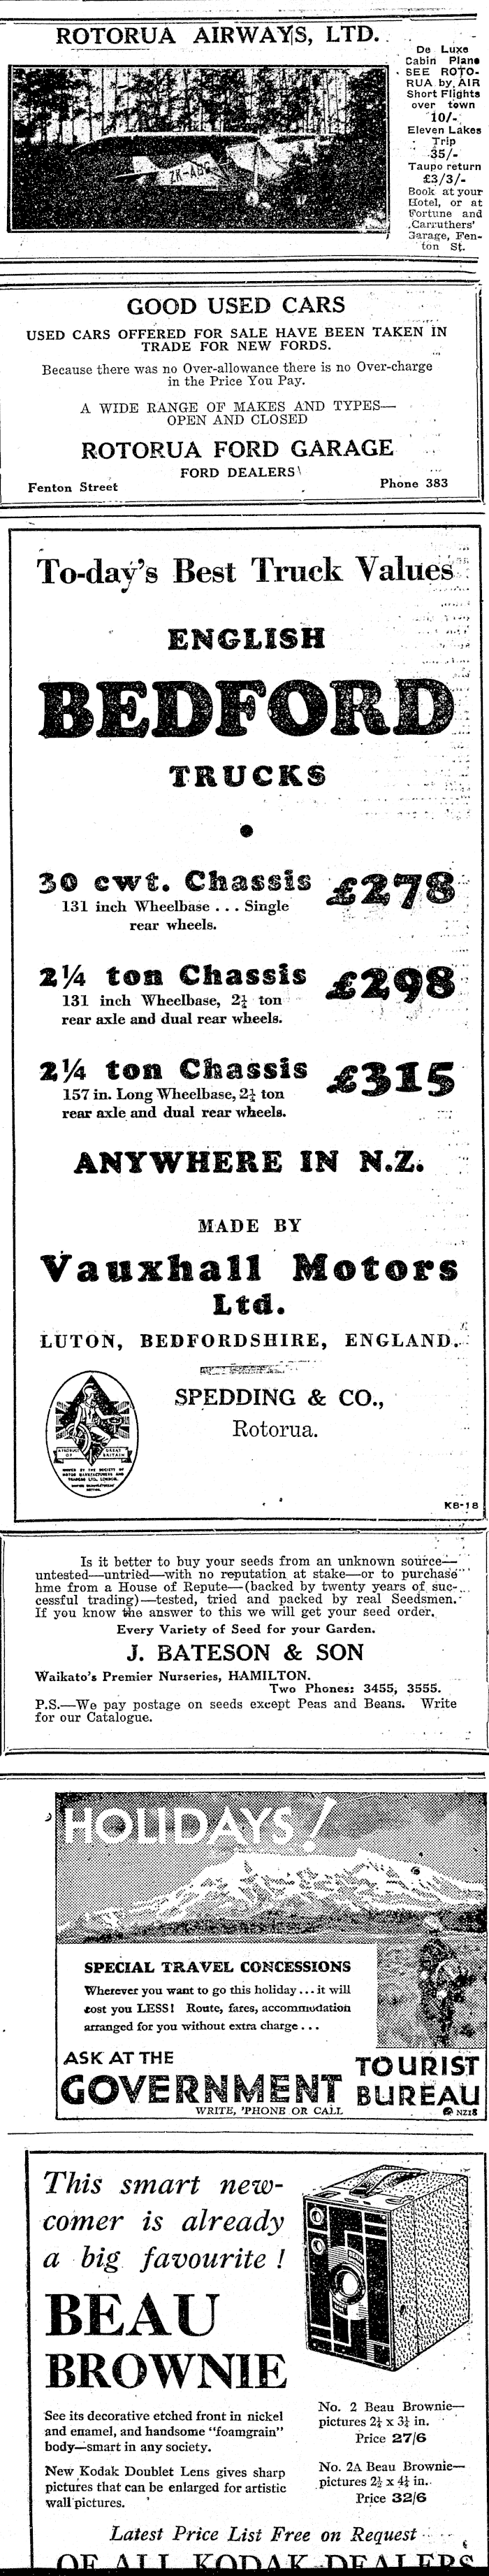 ROTORUA AIRWAYS, LTD.
De Luxe
Cabin Plane
SEE ROTO-
RUA by AIR
Short Flights
over town
10/-
Eleven Lakes
Trip
35/-
Taupo return
£3/3/-
Book at your
Hotel, or at
Fortune and
Carruthers'
Garage, Fen-
ton St.
ZK-ABC
GOOD USED CARS
USED CARS OFFERED FOR SALE HAVE BEEN TAKEN IN
TRADE FOR NEW FORDS.
Because there was no Over-allowance there is no Over-charge
in the Price You Pay.
A WIDE RANGE OF MAKES AND TYPES—
OPEN AND CLOSED
ROTORUA FORD GARAGE
FORD DEALERS
Fenton Street Phone 383
To-day's Best Truck Values
ENGLISH
BEDFORD
TRUCKS
30 cwt. Chassis £278
131 inch Wheelbase . . . Single
rear wheels.
2¼ ton Chassis £298
131 inch Wheelbase, 2¼ ton
rear axle and dual rear wheels.
2¼ ton Chassis £315
157 in. Long Wheelbase, 2¼ ton
rear axle and dual rear wheels.
ANYWHERE IN N.Z.
MADE BY
Vauxhall Motors
Ltd.
LUTON, BEDFORDSHIRE, ENGLAND.
SPEDDING & CO.,
Rotorua.
GREAT
OF BRITAIN
K8-18
Is it better to buy your seeds from an unknown source—
untested—untried—with no reputation at stake—or to purchase
hme from a House of Repute—(backed by twenty years of suc-
cessful trading)—tested, tried and packed by real Seedsmen.
If you know the answer to this we will get your seed order.
Every Variety of Seed for your Garden.
J. BATESON & SON
Waikato's Premier Nurseries, HAMILTON.
Two Phones: 3455, 3555.
P.S.—We pay postage on seeds except Peas and Beans. Write
for our Catalogue.
HOLIDAYS!
SPECIAL TRAVEL CONCESSIONS
Wherever you want to go this holiday . . . it will
cost you LESS! Route, fares, accommodation
arranged for you without extra charge . . .
ASK AT THE
GOVERNMENT TOURIST
BUREAU
WRITE, 'PHONE OR CALL
NZ18
This smart new-
comer is already
a big favourite !
BEAU
BROWNIE
See its decorative etched front in nickel
and enamel, and handsome "foamgrain"
body—smart in any society.
New Kodak Doublet Lens gives sharp
pictures that can be enlarged for artistic
wall pictures.
No. 2 Beau Brownie—
pictures 2¼ x 3¼ in.
Price 27/6
No. 2A Beau Brownie—
pictures 2½ x 4¼ in.
Price 32/6
Latest Price List Free on Request
OF ALL KODAK DEALERS